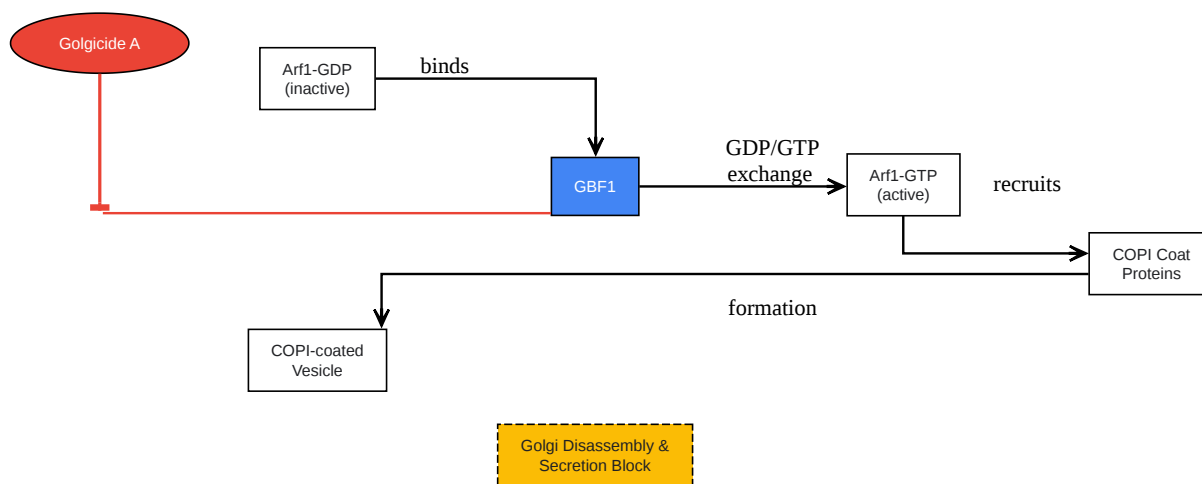 Golgicide A
Arf1-GDP
(inactive)
binds
GBF1
GDP/GTP
exchange
Arf1-GTP
(active)
recruits
COPI Coat
Proteins
formation
COPI-coated
Vesicle
Golgi Disassembly &
Secretion Block